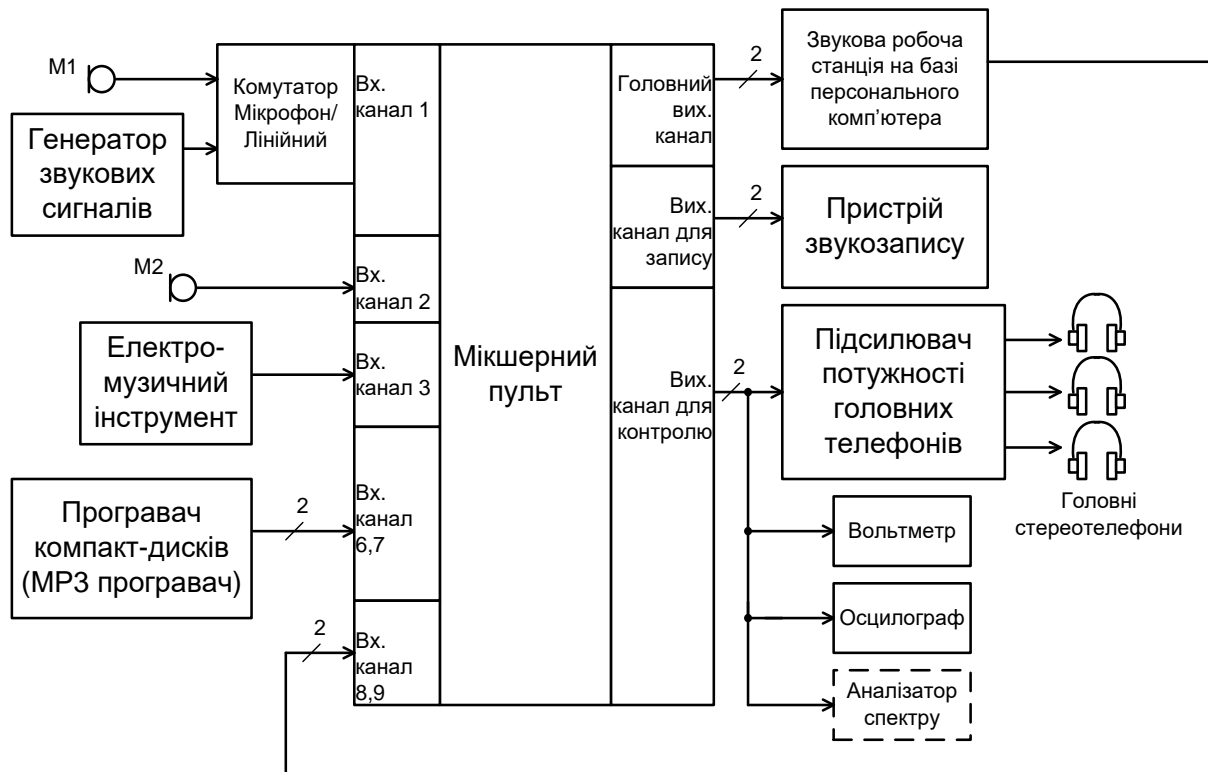 М1
Генератор
звукових
сигналів
Комутатор
Мікрофон/
Лінійний
М2
Електро-
музичний
інструмент
Програвач
компакт-дисків
(МР3 програвач)
2
2
Вх.
канал 1
Вх.
канал 2
Вх.
канал 3
Вх.
канал
6,7
Вх.
канал
8,9
Мікшерний
пульт
Головний
вих.
канал
Вих.
канал для
запису
Вих.
канал для
контролю
2
2
2
Звукова робоча
станція на базі
персонального
комп’ютера
Пристрій
звукозапису
Підсилювач
потужності
головних
телефонів
Головні
стереотелефони
Вольтметр
Осцилограф
Аналізатор
спектру